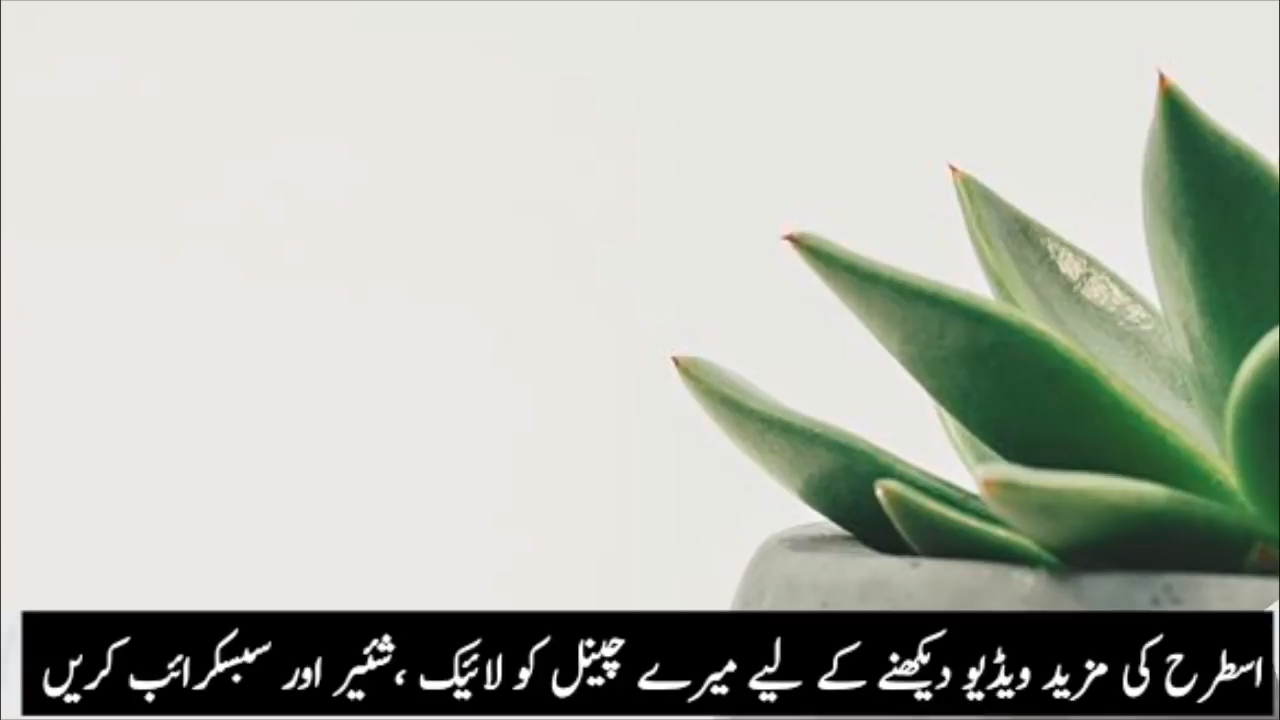 اسطرح کی مزید ویڈیو دیکھنے کے لیے میرے چینل کو لائیک ،شئیر اور سبسکرائب کریں